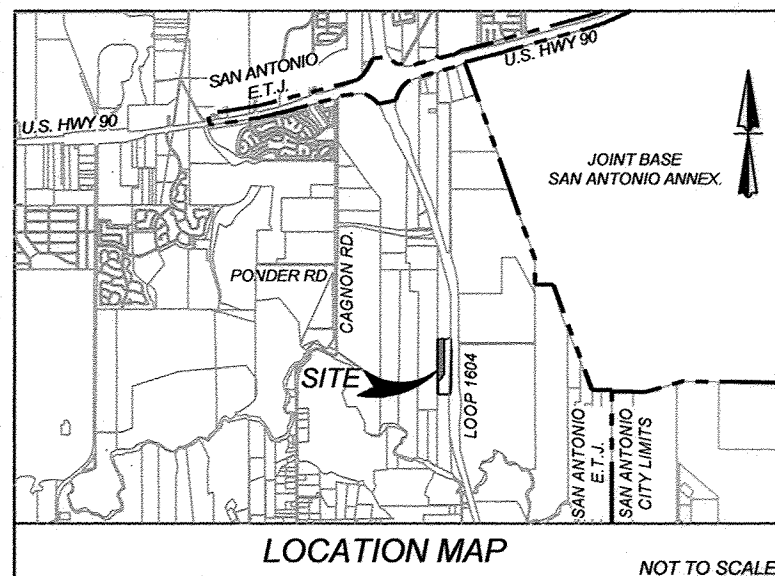 SAN ANTONIO
E.T.J.
U.S. HWY 90
U.S. HWY 90
JOINT BASE
SAN ANTONIO ANNEX.
PONDER RD.
CAGNON RD.
SITE
LOOP 1604
SAN ANTONIO
E.T.J.
SAN ANTONIO
CITY LIMITS
LOCATION MAP
NOT TO SCALE